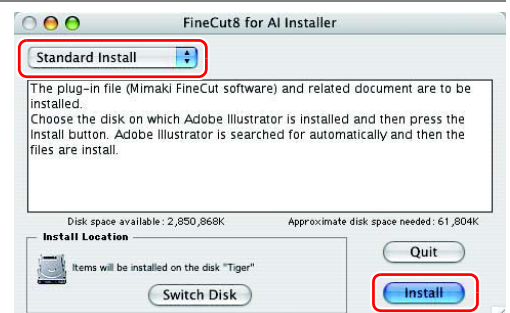 FineCut8 for AI Installer
Standard Install
The plug-in file (Mimaki FineCut software) and related document are to be
installed.
Choose the disk on which Adobe Illustrator is installed and then press the
Install button. Adobe Illustrator is searched for automatically and then the
files are install.
Disk space available: 2,850,868K Approximate disk space needed: 61,804K
Install Location
Items will be installed on the disk "Tiger"
Switch Disk
Quit
Install